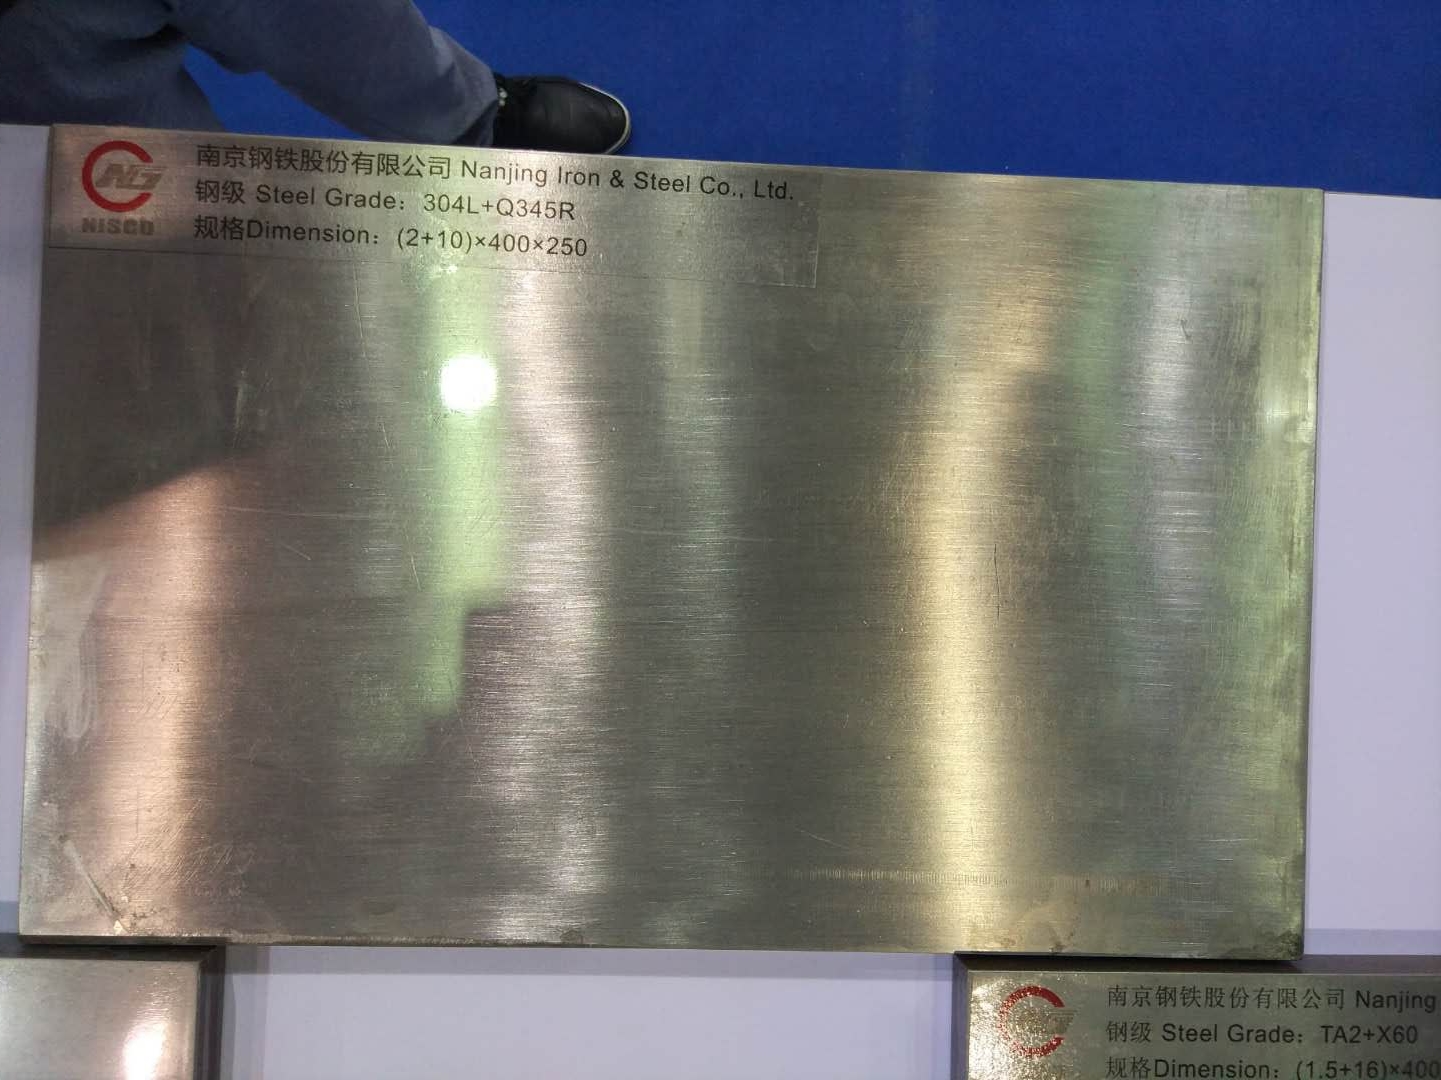 南京钢铁股份有限公司 Nanjing Iron & Steel Co., Ltd.
钢级 Steel Grade：304L+Q345R
规格Dimension：(2+10)×400×250
NISCO
南京钢铁股份有限公司 Nanjing
钢级 Steel Grade：TA2+X60
规格Dimension：(1.5+16)×400